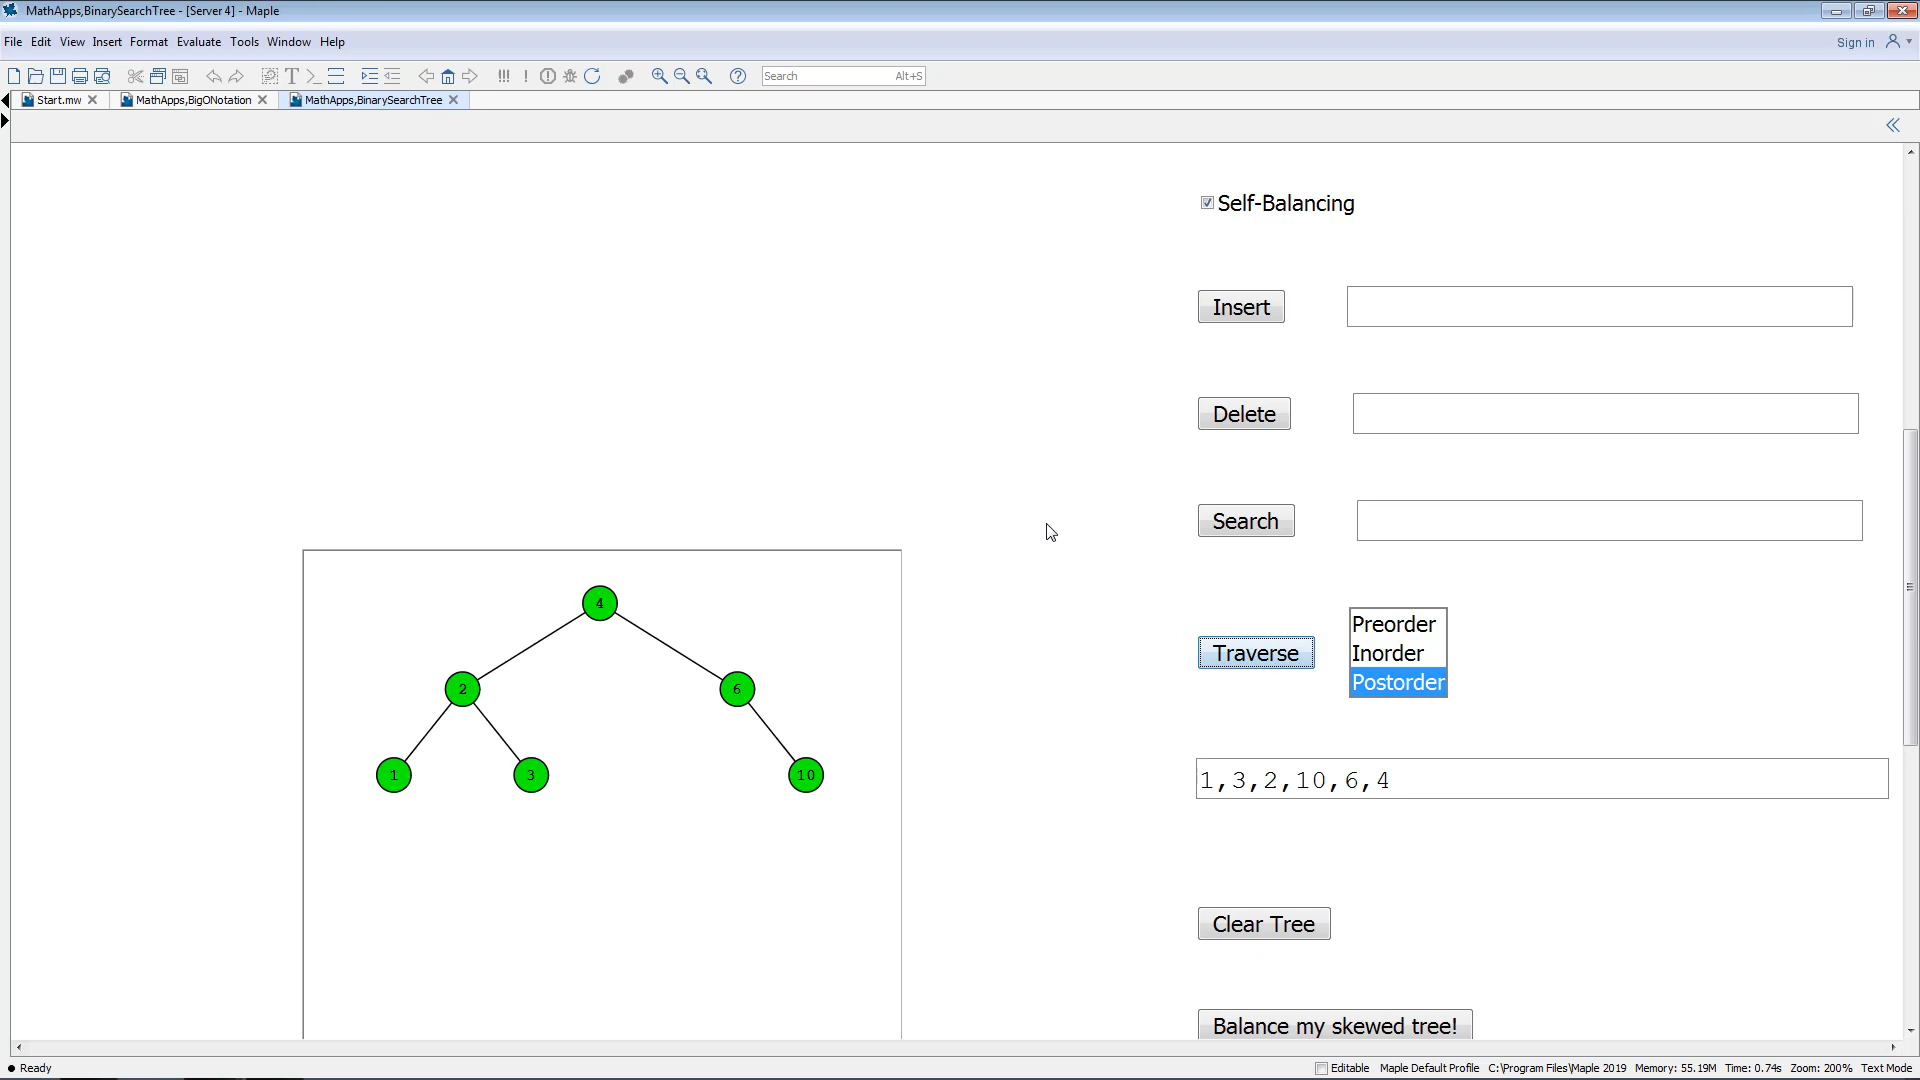 MathApps,BinarySearchTree - [Server 4] - Maple
File Edit View Insert Format Evaluate Tools Window Help
Sign in
Search Alt+S
Start.mw MathApps,BigONotation MathApps,BinarySearchTree
Self-Balancing
Insert
Delete
Search
4
2 6
1 3 10
Preorder
Traverse Inorder
Postorder
1,3,2,10,6,4
Clear Tree
Balance my skewed tree!
Ready
Editable Maple Default Profile C:\Program Files\Maple 2019 Memory: 55.19M Time: 0.74s Zoom: 200% Text Mode